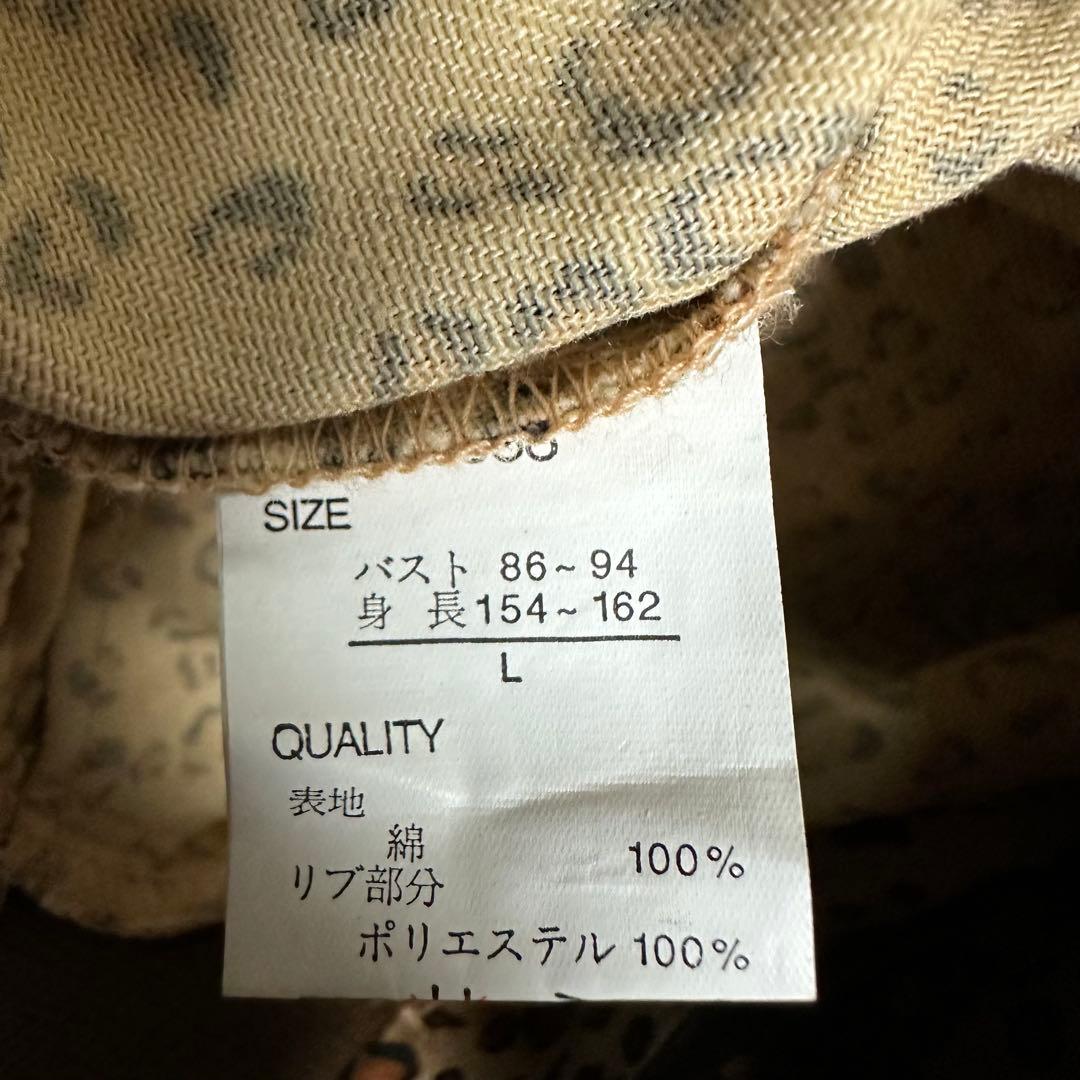 SIZE
バスト 86~94
身 長154~162
L
QUALITY
表地
綿 100%
リブ部分
ポリエステル 100%